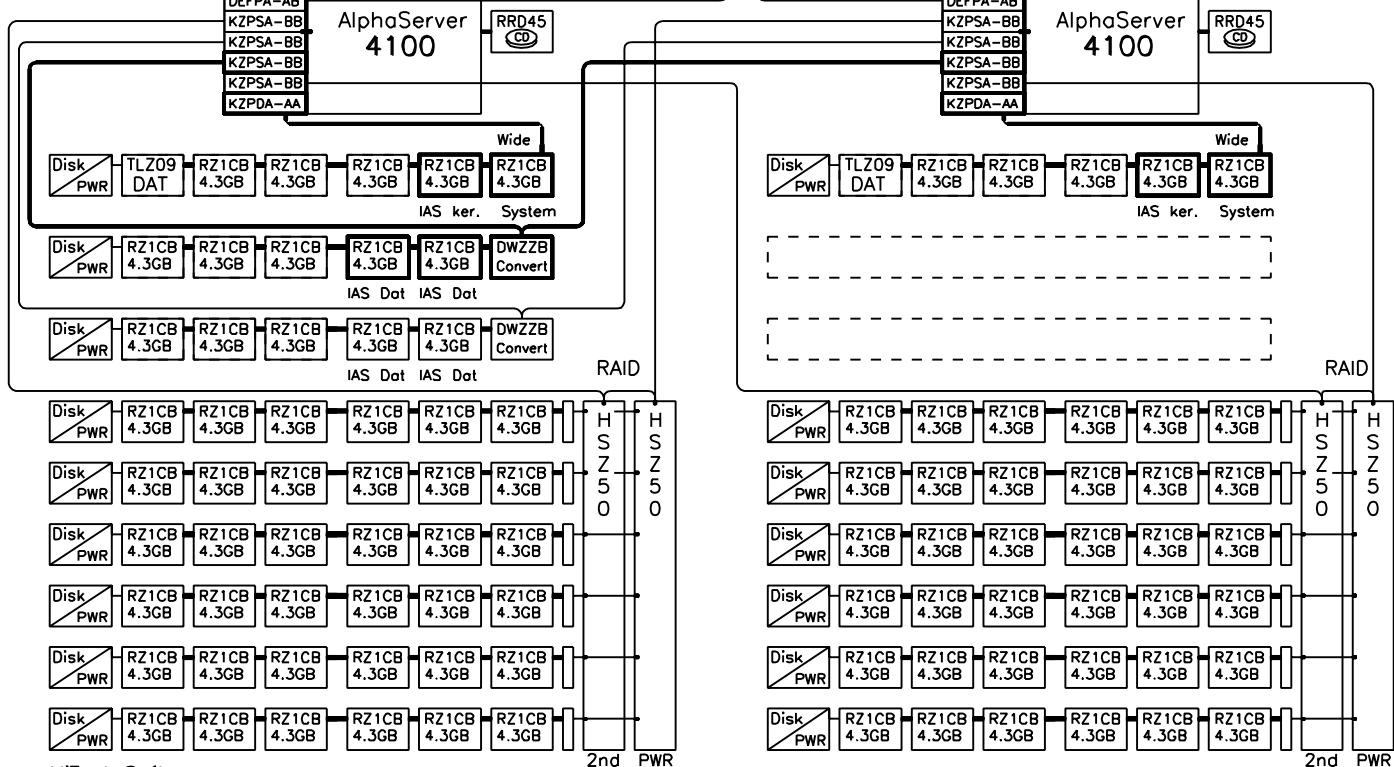 DEFPA-AB DEFPA-AB
KZPSA-BB AlphaServer RRD45 KZPSA-BB AlphaServer RRD45
KZPSA-BB 4100 CD KZPSA-BB 4100 CD
KZPSA-BB KZPSA-BB
KZPSA-BB KZPSA-BB
KZPDA-AA KZPDA-AA
Wide Wide
Disk TLZ09 RZ1CB RZ1CB RZ1CB RZ1CB RZ1CB Disk TLZ09 RZ1CB RZ1CB RZ1CB RZ1CB RZ1CB
PWR DAT 4.3GB 4.3GB 4.3GB 4.3GB 4.3GB PWR DAT 4.3GB 4.3GB 4.3GB 4.3GB 4.3GB
IAS ker. System IAS ker. System
Disk RZ1CB RZ1CB RZ1CB RZ1CB RZ1CB DWZZB
PWR 4.3GB 4.3GB 4.3GB 4.3GB 4.3GB Convert
IAS Dat IAS Dat
Disk RZ1CB RZ1CB RZ1CB RZ1CB RZ1CB DWZZB
PWR 4.3GB 4.3GB 4.3GB 4.3GB 4.3GB Convert
IAS Dat IAS Dat
RAID RAID
Disk RZ1CB RZ1CB RZ1CB RZ1CB RZ1CB RZ1CB HSZ50 HSZ50 Disk RZ1CB RZ1CB RZ1CB RZ1CB RZ1CB RZ1CB HSZ50 HSZ50
PWR 4.3GB 4.3GB 4.3GB 4.3GB 4.3GB 4.3GB PWR 4.3GB 4.3GB 4.3GB 4.3GB 4.3GB 4.3GB
Disk RZ1CB RZ1CB RZ1CB RZ1CB RZ1CB RZ1CB Disk RZ1CB RZ1CB RZ1CB RZ1CB RZ1CB RZ1CB
PWR 4.3GB 4.3GB 4.3GB 4.3GB 4.3GB 4.3GB PWR 4.3GB 4.3GB 4.3GB 4.3GB 4.3GB 4.3GB
Disk RZ1CB RZ1CB RZ1CB RZ1CB RZ1CB RZ1CB Disk RZ1CB RZ1CB RZ1CB RZ1CB RZ1CB RZ1CB
PWR 4.3GB 4.3GB 4.3GB 4.3GB 4.3GB 4.3GB PWR 4.3GB 4.3GB 4.3GB 4.3GB 4.3GB 4.3GB
Disk RZ1CB RZ1CB RZ1CB RZ1CB RZ1CB RZ1CB Disk RZ1CB RZ1CB RZ1CB RZ1CB RZ1CB RZ1CB
PWR 4.3GB 4.3GB 4.3GB 4.3GB 4.3GB 4.3GB PWR 4.3GB 4.3GB 4.3GB 4.3GB 4.3GB 4.3GB
Disk RZ1CB RZ1CB RZ1CB RZ1CB RZ1CB RZ1CB Disk RZ1CB RZ1CB RZ1CB RZ1CB RZ1CB RZ1CB
PWR 4.3GB 4.3GB 4.3GB 4.3GB 4.3GB 4.3GB PWR 4.3GB 4.3GB 4.3GB 4.3GB 4.3GB 4.3GB
Disk RZ1CB RZ1CB RZ1CB RZ1CB RZ1CB RZ1CB Disk RZ1CB RZ1CB RZ1CB RZ1CB RZ1CB RZ1CB
PWR 4.3GB 4.3GB 4.3GB 4.3GB 4.3GB 4.3GB PWR 4.3GB 4.3GB 4.3GB 4.3GB 4.3GB 4.3GB
2nd PWR 2nd PWR